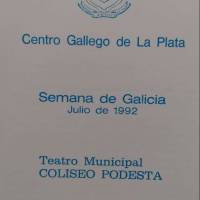 Centro Gallego de La Plata
Semana de Galicia
Julio de 1992
Teatro Municipal
COLISEO PODESTA